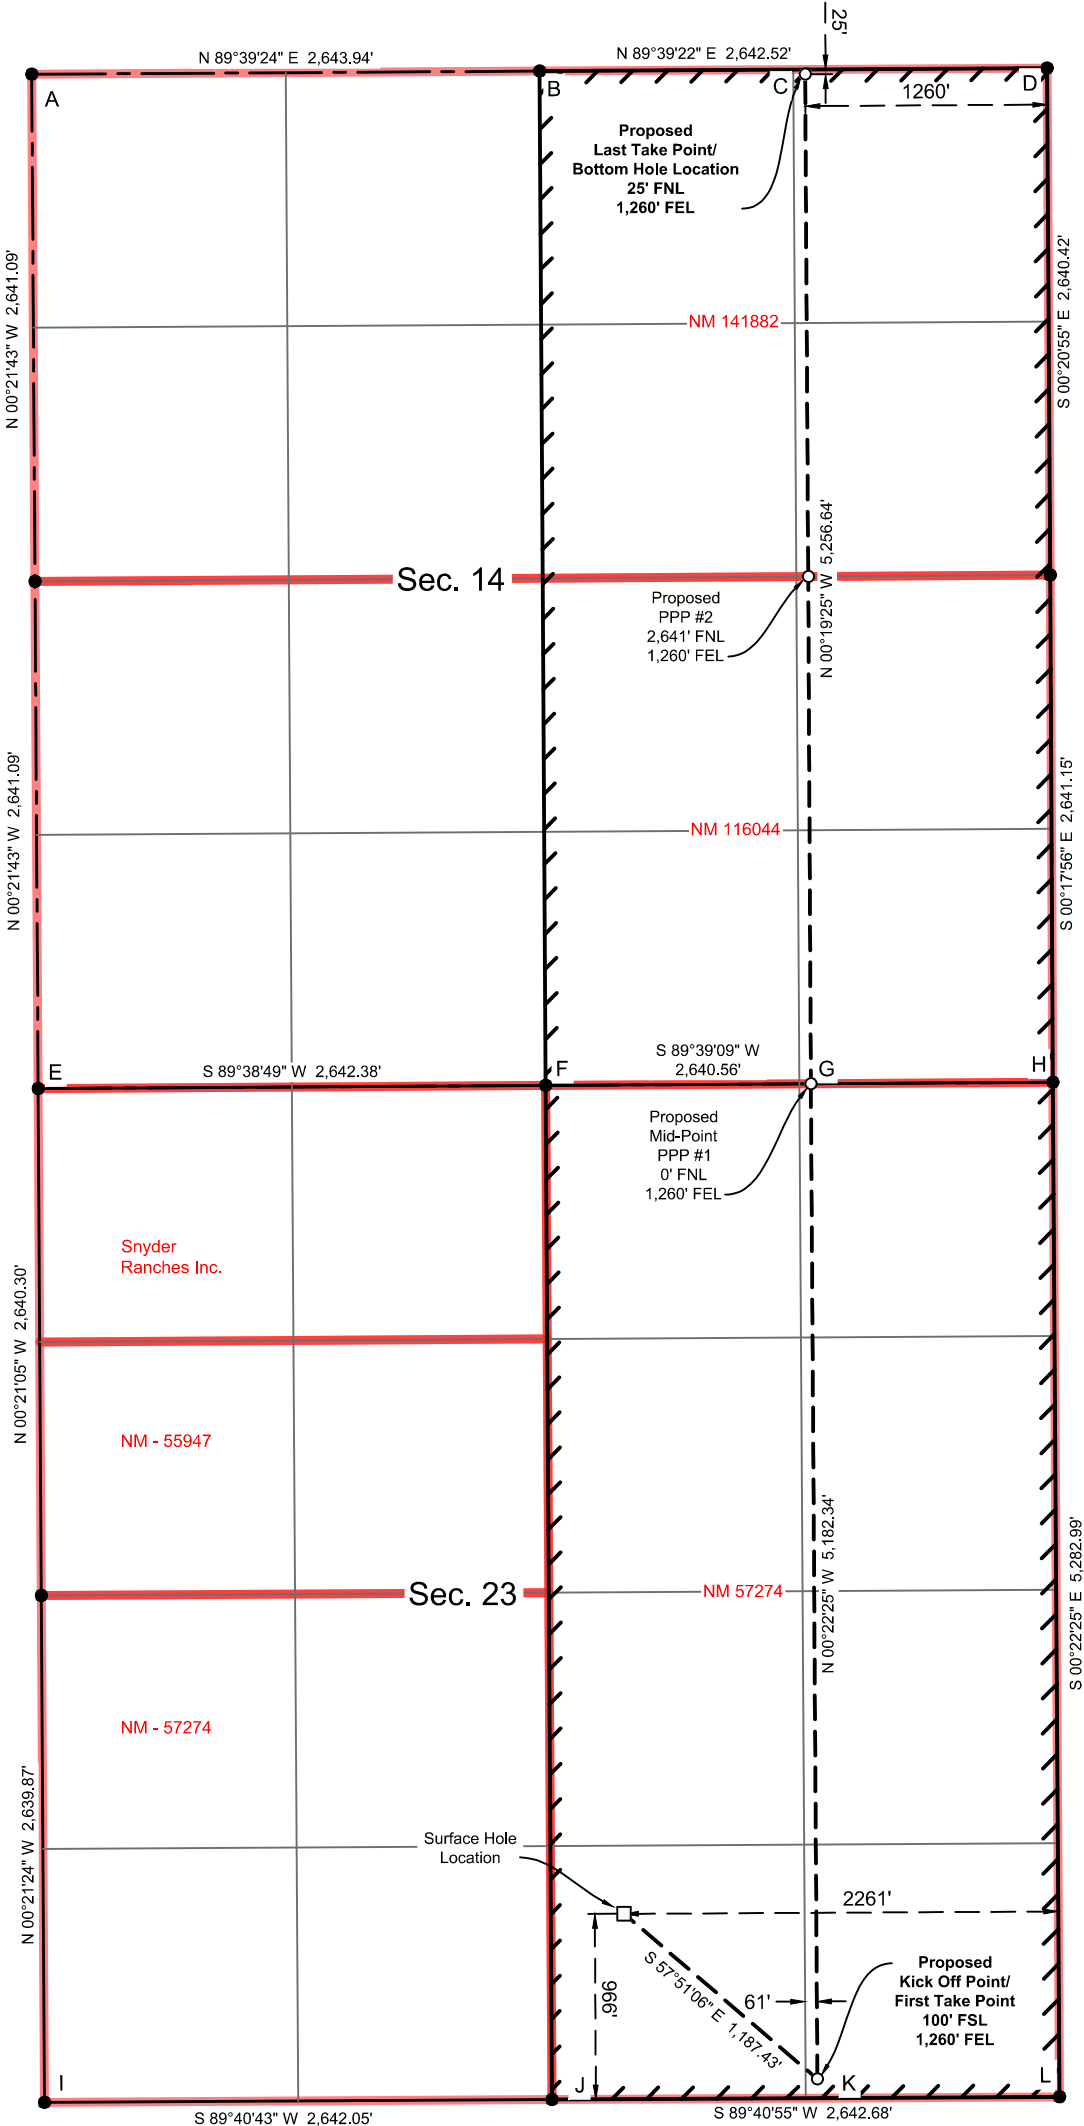 25'
N 89°39'24" E 2,643.94'
N 89°39'22" E 2,642.52'
A
B
C
D
1260'
Proposed
Last Take Point/
Bottom Hole Location
25' FNL
1,260' FEL
N 00°21'43" W 2,641.09'
S 00°20'55" E 2,640.42'
NM 141882
Sec. 14
N 00°19'25" W 5,256.64'
Proposed
PPP #2
2,641' FNL
1,260' FEL
N 00°21'43" W 2,641.09'
S 00°17'56" E 2,641.15'
NM 116044
E
S 89°38'49" W 2,642.38'
F
S 89°39'09" W
2,640.56'
G
H
Proposed
Mid-Point
PPP #1
0' FNL
1,260' FEL
Snyder
Ranches Inc.
N 00°21'05" W 2,640.30'
NM - 55947
N 00°22'25" W 5,182.34'
S 00°22'25" E 5,282.99'
Sec. 23
NM 57274
NM - 57274
N 00°21'24" W 2,639.87'
Surface Hole
Location
2261'
966'
S 57°51'06" E 1,187.43'
61'
Proposed
Kick Off Point/
First Take Point
100' FSL
1,260' FEL
I
J
K
L
S 89°40'43" W 2,642.05'
S 89°40'55" W 2,642.68'